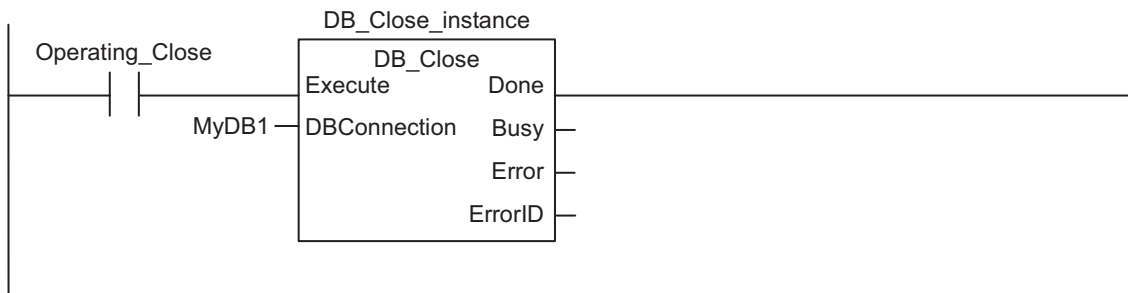 DB_Close_instance
Operating_Close
DB_Close
Execute Done
MyDB1 DBConnection Busy
Error
ErrorID